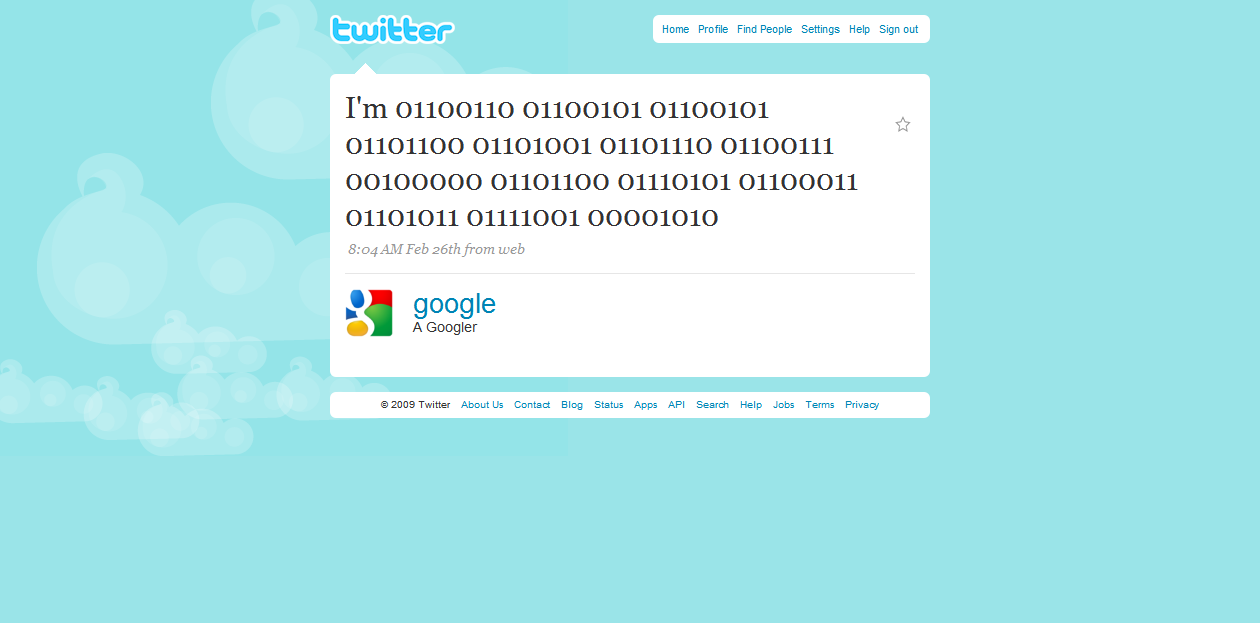 twitter
Home Profile Find People Settings Help Sign out
I'm 01100110 01100101 01100101
01101100 01101001 01101110 01100111
00100000 01101100 01110101 01100011
01101011 01111001 00001010
8:04 AM Feb 26th from web
google
A Googler
© 2009 Twitter About Us Contact Blog Status Apps API Search Help Jobs Terms Privacy